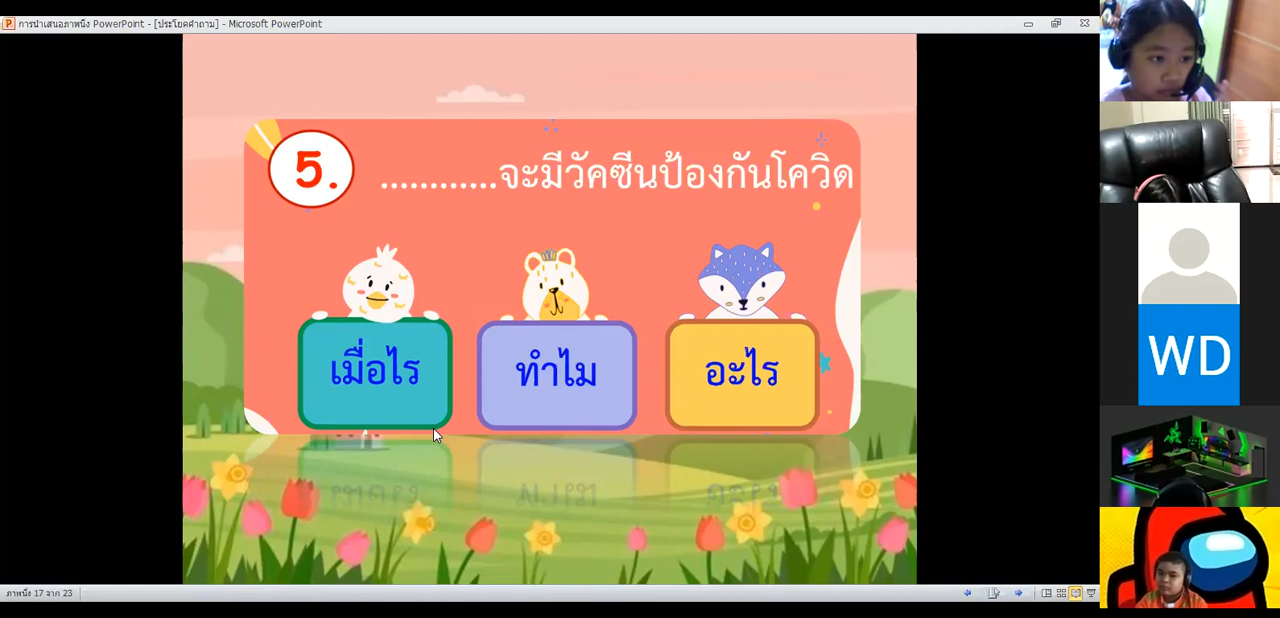 การนำเสนอภาพนิ่ง PowerPoint - [ประโยคคำถาม] - Microsoft PowerPoint
5.
............จะมีวัคซีนป้องกันโควิด
เมื่อไร
ทำไม
อะไร
WD
ภาพนิ่ง 17 จาก 23